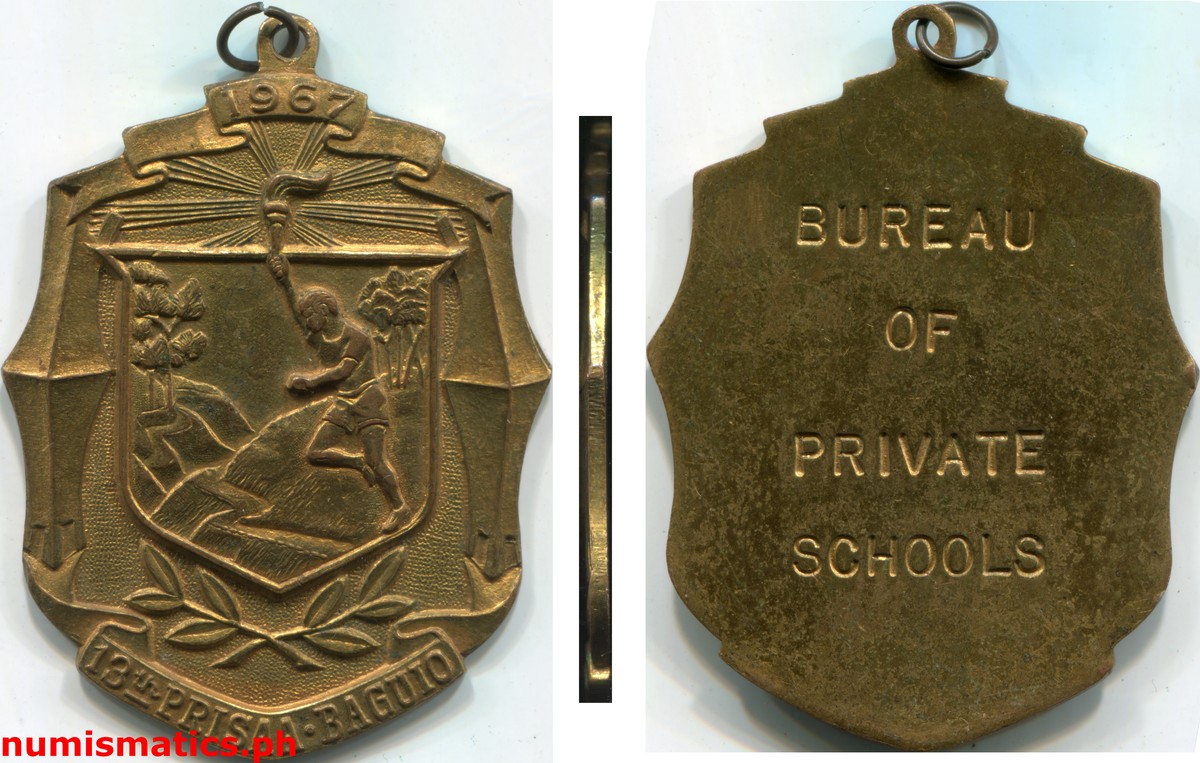 1967
13th PRISAA · BAGUIO
BUREAU
OF
PRIVATE
SCHOOLS
numismatics.ph